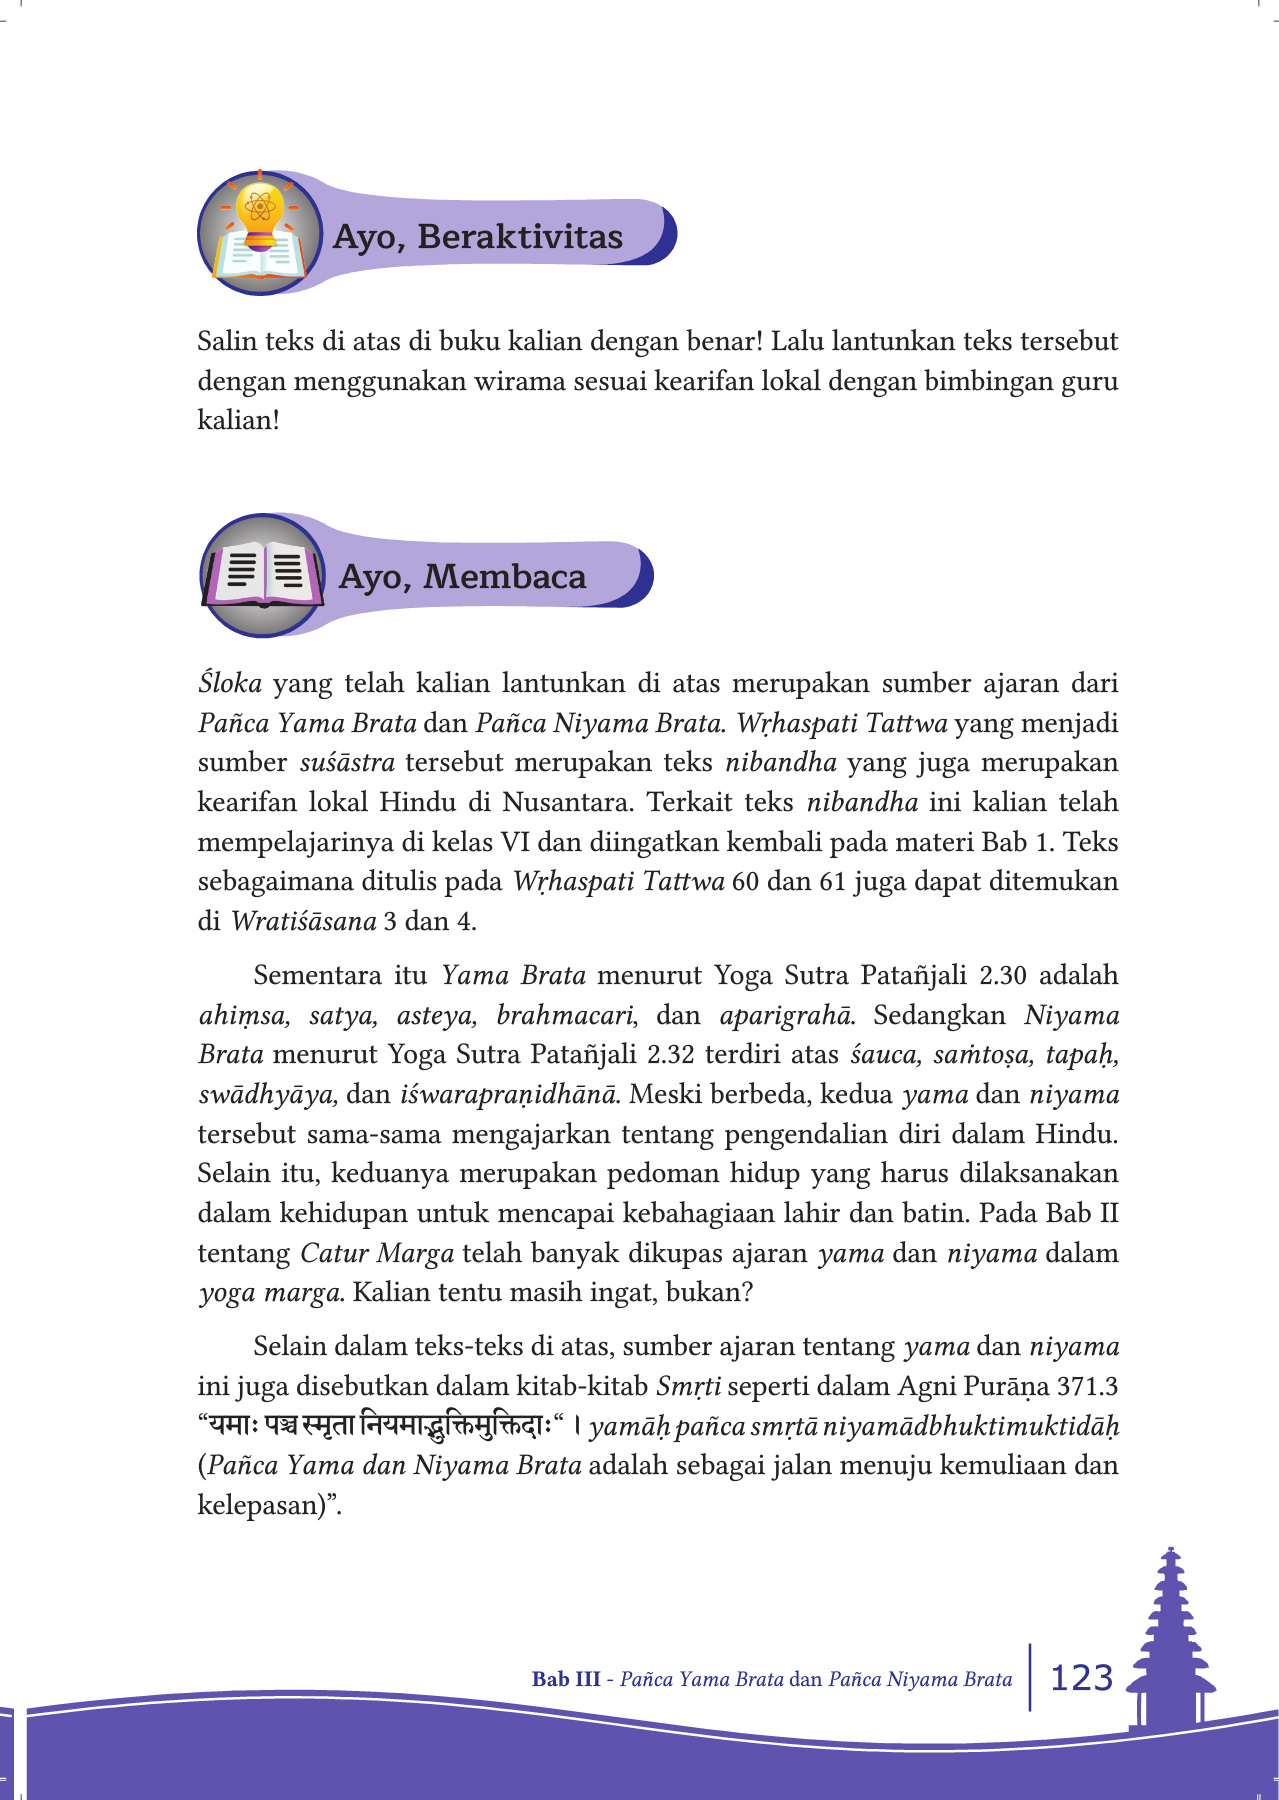 Ayo, Beraktivitas
Salin teks di atas di buku kalian dengan benar! Lalu lantunkan teks tersebut
dengan menggunakan wirama sesuai kearifan lokal dengan bimbingan guru
kalian!
Ayo, Membaca
Śloka yang telah kalian lantunkan di atas merupakan sumber ajaran dari
Pañca Yama Brata dan Pañca Niyama Brata. Wṛhaspati Tattwa yang menjadi
sumber suśāstra tersebut merupakan teks nibandha yang juga merupakan
kearifan lokal Hindu di Nusantara. Terkait teks nibandha ini kalian telah
mempelajarinya di kelas VI dan diingatkan kembali pada materi Bab 1. Teks
sebagaimana ditulis pada Wṛhaspati Tattwa 60 dan 61 juga dapat ditemukan
di Wratiśāsana 3 dan 4.
Sementara itu Yama Brata menurut Yoga Sutra Patañjali 2.30 adalah
ahiṃsa, satya, asteya, brahmacari, dan aparigrahā. Sedangkan Niyama
Brata menurut Yoga Sutra Patañjali 2.32 terdiri atas śauca, saṁtoṣa, tapaḥ,
swādhyāya, dan iśwarapraṇidhānā. Meski berbeda, kedua yama dan niyama
tersebut sama-sama mengajarkan tentang pengendalian diri dalam Hindu.
Selain itu, keduanya merupakan pedoman hidup yang harus dilaksanakan
dalam kehidupan untuk mencapai kebahagiaan lahir dan batin. Pada Bab II
tentang Catur Marga telah banyak dikupas ajaran yama dan niyama dalam
yoga marga. Kalian tentu masih ingat, bukan?
Selain dalam teks-teks di atas, sumber ajaran tentang yama dan niyama
ini juga disebutkan dalam kitab-kitab Smṛti seperti dalam Agni Purāṇa 371.3
“यमाः पञ्च स्मृता नियमाद्भुक्तिमुक्तिदाः“ । yamāḥ pañca smṛtā niyamādbhuktimuktidāḥ
(Pañca Yama dan Niyama Brata adalah sebagai jalan menuju kemuliaan dan
kelepasan)”.
Bab III - Pañca Yama Brata dan Pañca Niyama Brata 123